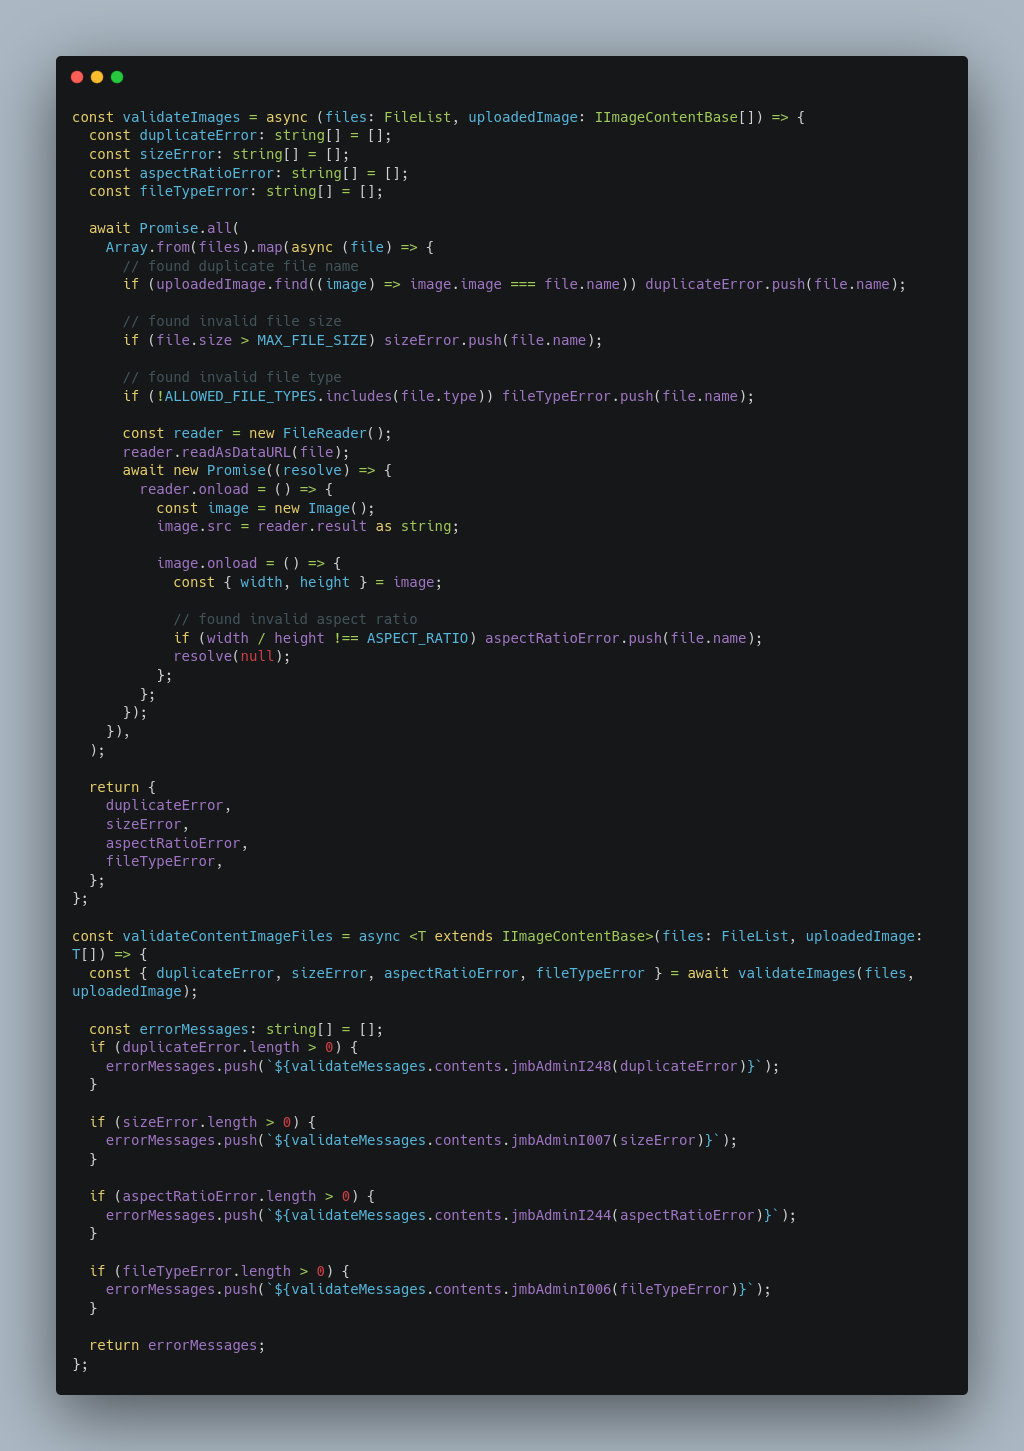 const validateImages = async (files: FileList, uploadedImage: IImageContentBase[]) => {
  const duplicateError: string[] = [];
  const sizeError: string[] = [];
  const aspectRatioError: string[] = [];
  const fileTypeError: string[] = [];

  await Promise.all(
    Array.from(files).map(async (file) => {
      // found duplicate file name
      if (uploadedImage.find((image) => image.image === file.name)) duplicateError.push(file.name);

      // found invalid file size
      if (file.size > MAX_FILE_SIZE) sizeError.push(file.name);

      // found invalid file type
      if (!ALLOWED_FILE_TYPES.includes(file.type)) fileTypeError.push(file.name);

      const reader = new FileReader();
      reader.readAsDataURL(file);
      await new Promise((resolve) => {
        reader.onload = () => {
          const image = new Image();
          image.src = reader.result as string;

          image.onload = () => {
            const { width, height } = image;

            // found invalid aspect ratio
            if (width / height !== ASPECT_RATIO) aspectRatioError.push(file.name);
            resolve(null);
          };
        };
      });
    }),
  );

  return {
    duplicateError,
    sizeError,
    aspectRatioError,
    fileTypeError,
  };
};

const validateContentImageFiles = async <T extends IImageContentBase>(files: FileList, uploadedImage:
T[]) => {
  const { duplicateError, sizeError, aspectRatioError, fileTypeError } = await validateImages(files,
uploadedImage);

  const errorMessages: string[] = [];
  if (duplicateError.length > 0) {
    errorMessages.push(`${validateMessages.contents.jmbAdminI248(duplicateError)}`);
  }

  if (sizeError.length > 0) {
    errorMessages.push(`${validateMessages.contents.jmbAdminI007(sizeError)}`);
  }

  if (aspectRatioError.length > 0) {
    errorMessages.push(`${validateMessages.contents.jmbAdminI244(aspectRatioError)}`);
  }

  if (fileTypeError.length > 0) {
    errorMessages.push(`${validateMessages.contents.jmbAdminI006(fileTypeError)}`);
  }

  return errorMessages;
};